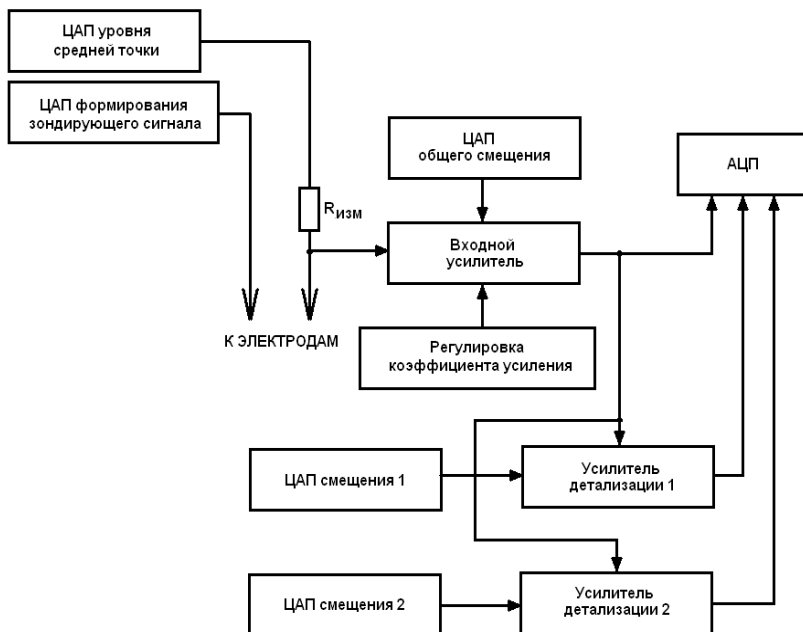 ЦАП уровня
средней точки
ЦАП формирования
зондирующего сигнала
ЦАП
общего смещения
АЦП
Rизм
Входной
усилитель
К ЭЛЕКТРОДАМ
Регулировка
коэффициента усиления
ЦАП смещения 1
Усилитель
детализации 1
ЦАП смещения 2
Усилитель
детализации 2